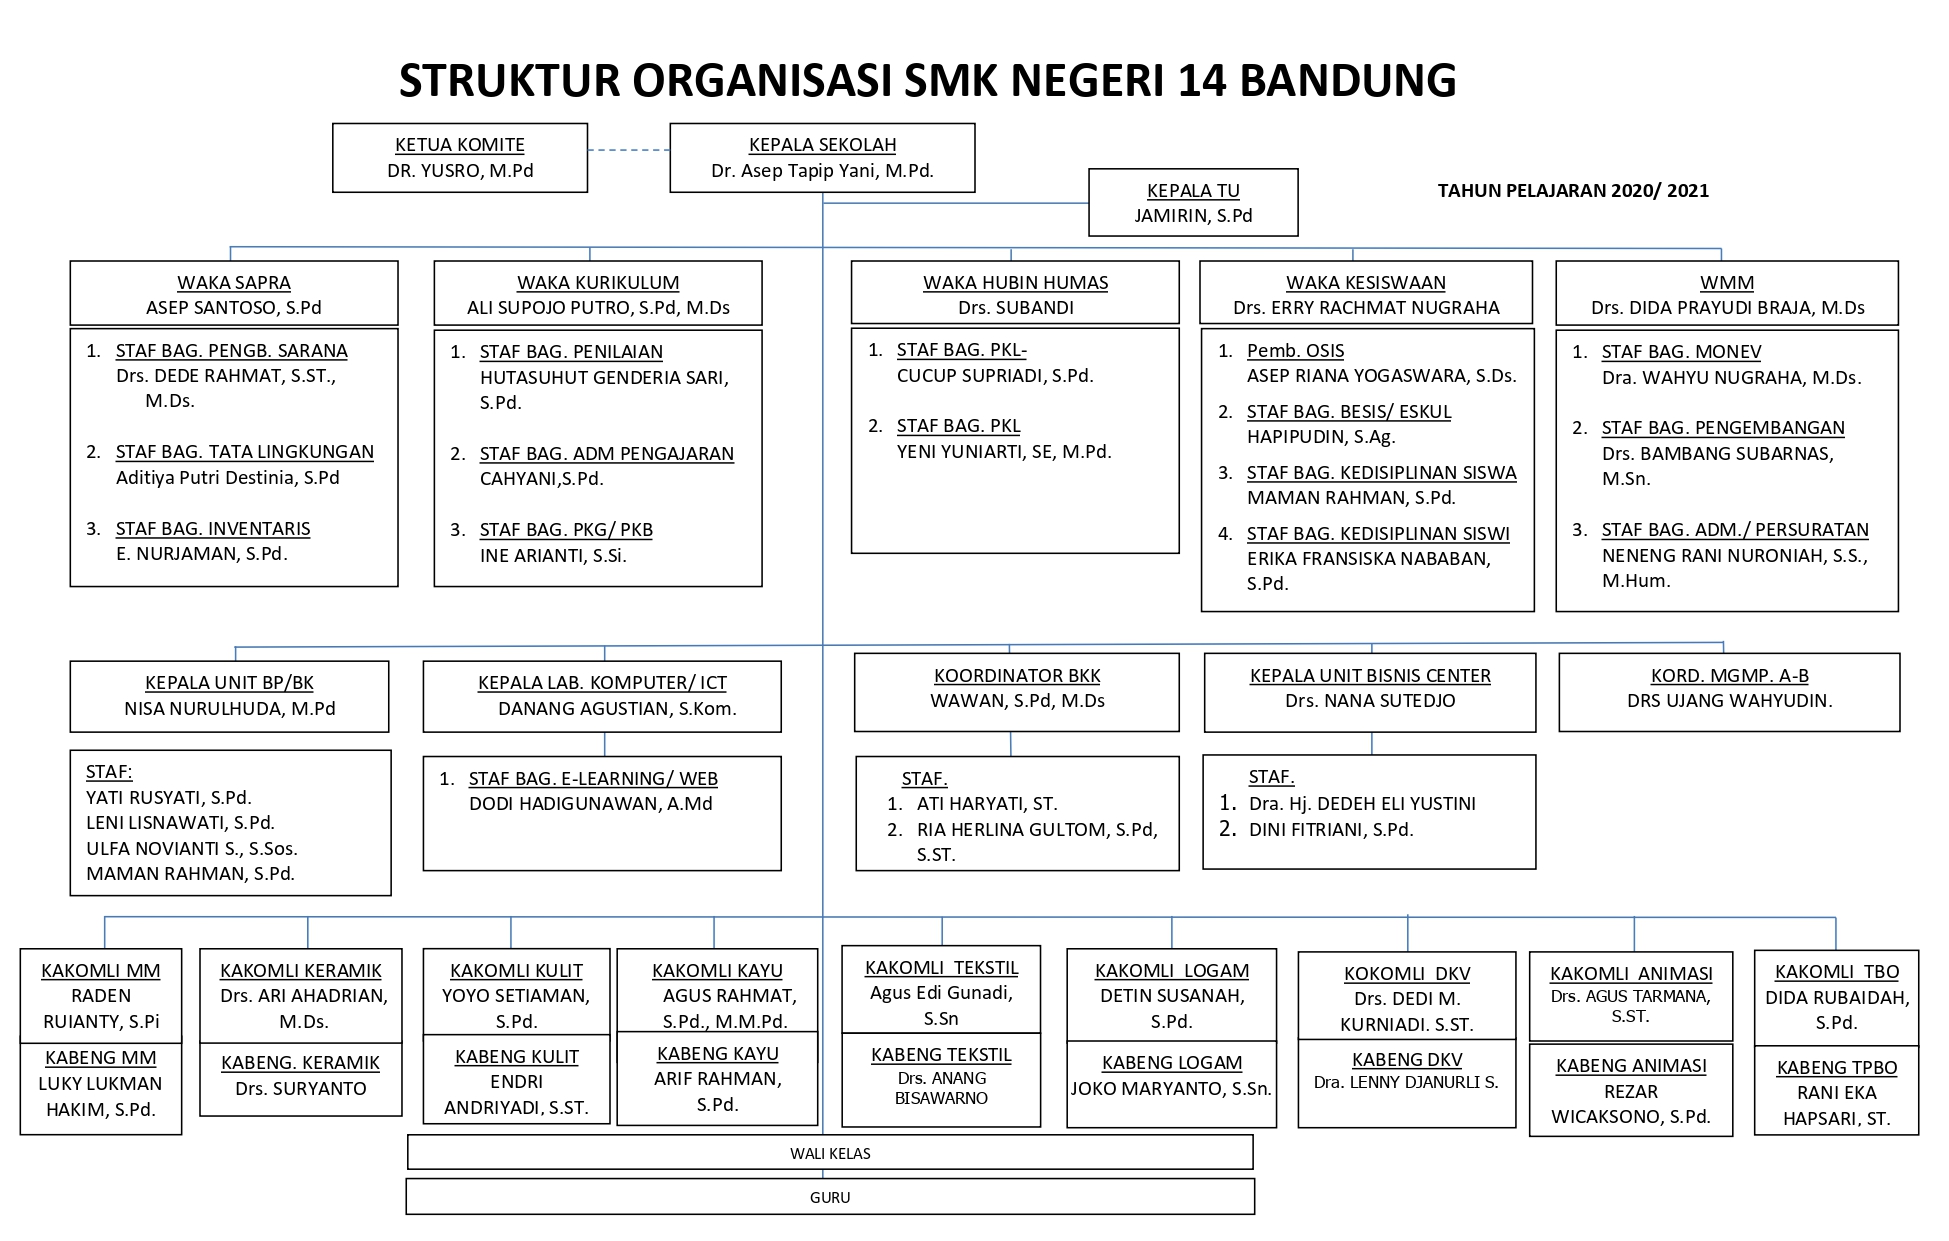 STRUKTUR ORGANISASI SMK NEGERI 14 BANDUNG
KETUA KOMITE
DR. YUSRO, M.Pd
KEPALA SEKOLAH
Dr. Asep Tapip Yani, M.Pd.
KEPALA TU
JAMIRIN, S.Pd
TAHUN PELAJARAN 2020/ 2021
WAKA SAPRA
ASEP SANTOSO, S.Pd
1. STAF BAG. PENGB. SARANA
Drs. DEDE RAHMAT, S.ST.,
M.Ds.
2. STAF BAG. TATA LINGKUNGAN
Aditiya Putri Destinia, S.Pd
3. STAF BAG. INVENTARIS
E. NURJAMAN, S.Pd.
WAKA KURIKULUM
ALI SUPOJO PUTRO, S.Pd, M.Ds
1. STAF BAG. PENILAIAN
HUTASUHUT GENDERIA SARI,
S.Pd.
2. STAF BAG. ADM PENGAJARAN
CAHYANI,S.Pd.
3. STAF BAG. PKG/ PKB
INE ARIANTI, S.Si.
WAKA HUBIN HUMAS
Drs. SUBANDI
1. STAF BAG. PKL-
CUCUP SUPRIADI, S.Pd.
2. STAF BAG. PKL
YENI YUNIARTI, SE, M.Pd.
WAKA KESISWAAN
Drs. ERRY RACHMAT NUGRAHA
1. Pemb. OSIS
ASEP RIANA YOGASWARA, S.Ds.
2. STAF BAG. BESIS/ ESKUL
HAPIPUDIN, S.Ag.
3. STAF BAG. KEDISIPLINAN SISWA
MAMAN RAHMAN, S.Pd.
4. STAF BAG. KEDISIPLINAN SISWI
ERIKA FRANSISKA NABABAN,
S.Pd.
WMM
Drs. DIDA PRAYUDI BRAJA, M.Ds
1. STAF BAG. MONEV
Dra. WAHYU NUGRAHA, M.Ds.
2. STAF BAG. PENGEMBANGAN
Drs. BAMBANG SUBARNAS,
M.Sn.
3. STAF BAG. ADM./ PERSURATAN
NENENG RANI NURONIAH, S.S.,
M.Hum.
KEPALA UNIT BP/BK
NISA NURULHUDA, M.Pd
STAF:
YATI RUSYATI, S.Pd.
LENI LISNAWATI, S.Pd.
ULFA NOVIANTI S., S.Sos.
MAMAN RAHMAN, S.Pd.
KEPALA LAB. KOMPUTER/ ICT
DANANG AGUSTIAN, S.Kom.
1. STAF BAG. E-LEARNING/ WEB
DODI HADIGUNAWAN, A.Md
KOORDINATOR BKK
WAWAN, S.Pd, M.Ds
STAF.
1. ATI HARYATI, ST.
2. RIA HERLINA GULTOM, S.Pd,
S.ST.
KEPALA UNIT BISNIS CENTER
Drs. NANA SUTEDJO
STAF.
1. Dra. Hj. DEDEH ELI YUSTINI
2. DINI FITRIANI, S.Pd.
KORD. MGMP. A-B
DRS UJANG WAHYUDIN.
KAKOMLI MM
RADEN
RUIANTY, S.Pi
KABENG MM
LUKY LUKMAN
HAKIM, S.Pd.
KAKOMLI KERAMIK
Drs. ARI AHADRIAN,
M.Ds.
KABENG. KERAMIK
Drs. SURYANTO
KAKOMLI KULIT
YOYO SETIAMAN,
S.Pd.
KABENG KULIT
ENDRI
ANDRIYADI, S.ST.
KAKOMLI KAYU
AGUS RAHMAT,
S.Pd., M.M.Pd.
KABENG KAYU
ARIF RAHMAN,
S.Pd.
KAKOMLI  TEKSTIL
Agus Edi Gunadi,
S.Sn
KABENG TEKSTIL
Drs. ANANG
BISAWARNO
KAKOMLI  LOGAM
DETIN SUSANAH,
S.Pd.
KABENG LOGAM
JOKO MARYANTO, S.Sn.
KOKOMLI  DKV
Drs. DEDI M.
KURNIADI. S.ST.
KABENG DKV
Dra. LENNY DJANURLI S.
KAKOMLI  ANIMASI
Drs. AGUS TARMANA,
S.ST.
KABENG ANIMASI
REZAR
WICAKSONO, S.Pd.
KAKOMLI  TBO
DIDA RUBAIDAH,
S.Pd.
KABENG TPBO
RANI EKA
HAPSARI, ST.
WALI KELAS
GURU